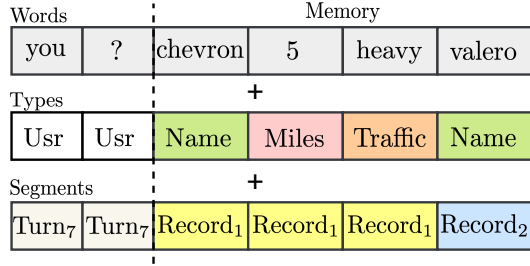 Words Memory
you ? chevron 5 heavy valero
+
Types
Usr Usr Name Miles Traffic Name
+
Segments
Turn₇ Turn₇ Record₁ Record₁ Record₁ Record₂